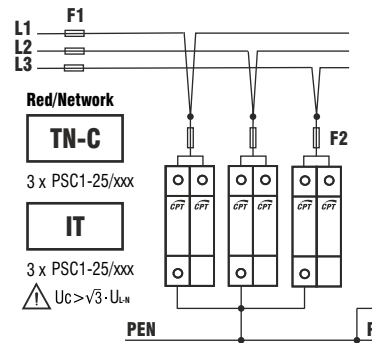 F1
L1
L2
L3
Red/Network
TN-C
F2
3 x PSC1-25/xxx
CPT CPT CPT CPT CPT CPT
IT
3 x PSC1-25/xxx
Uc>√3·UL-N
PEN